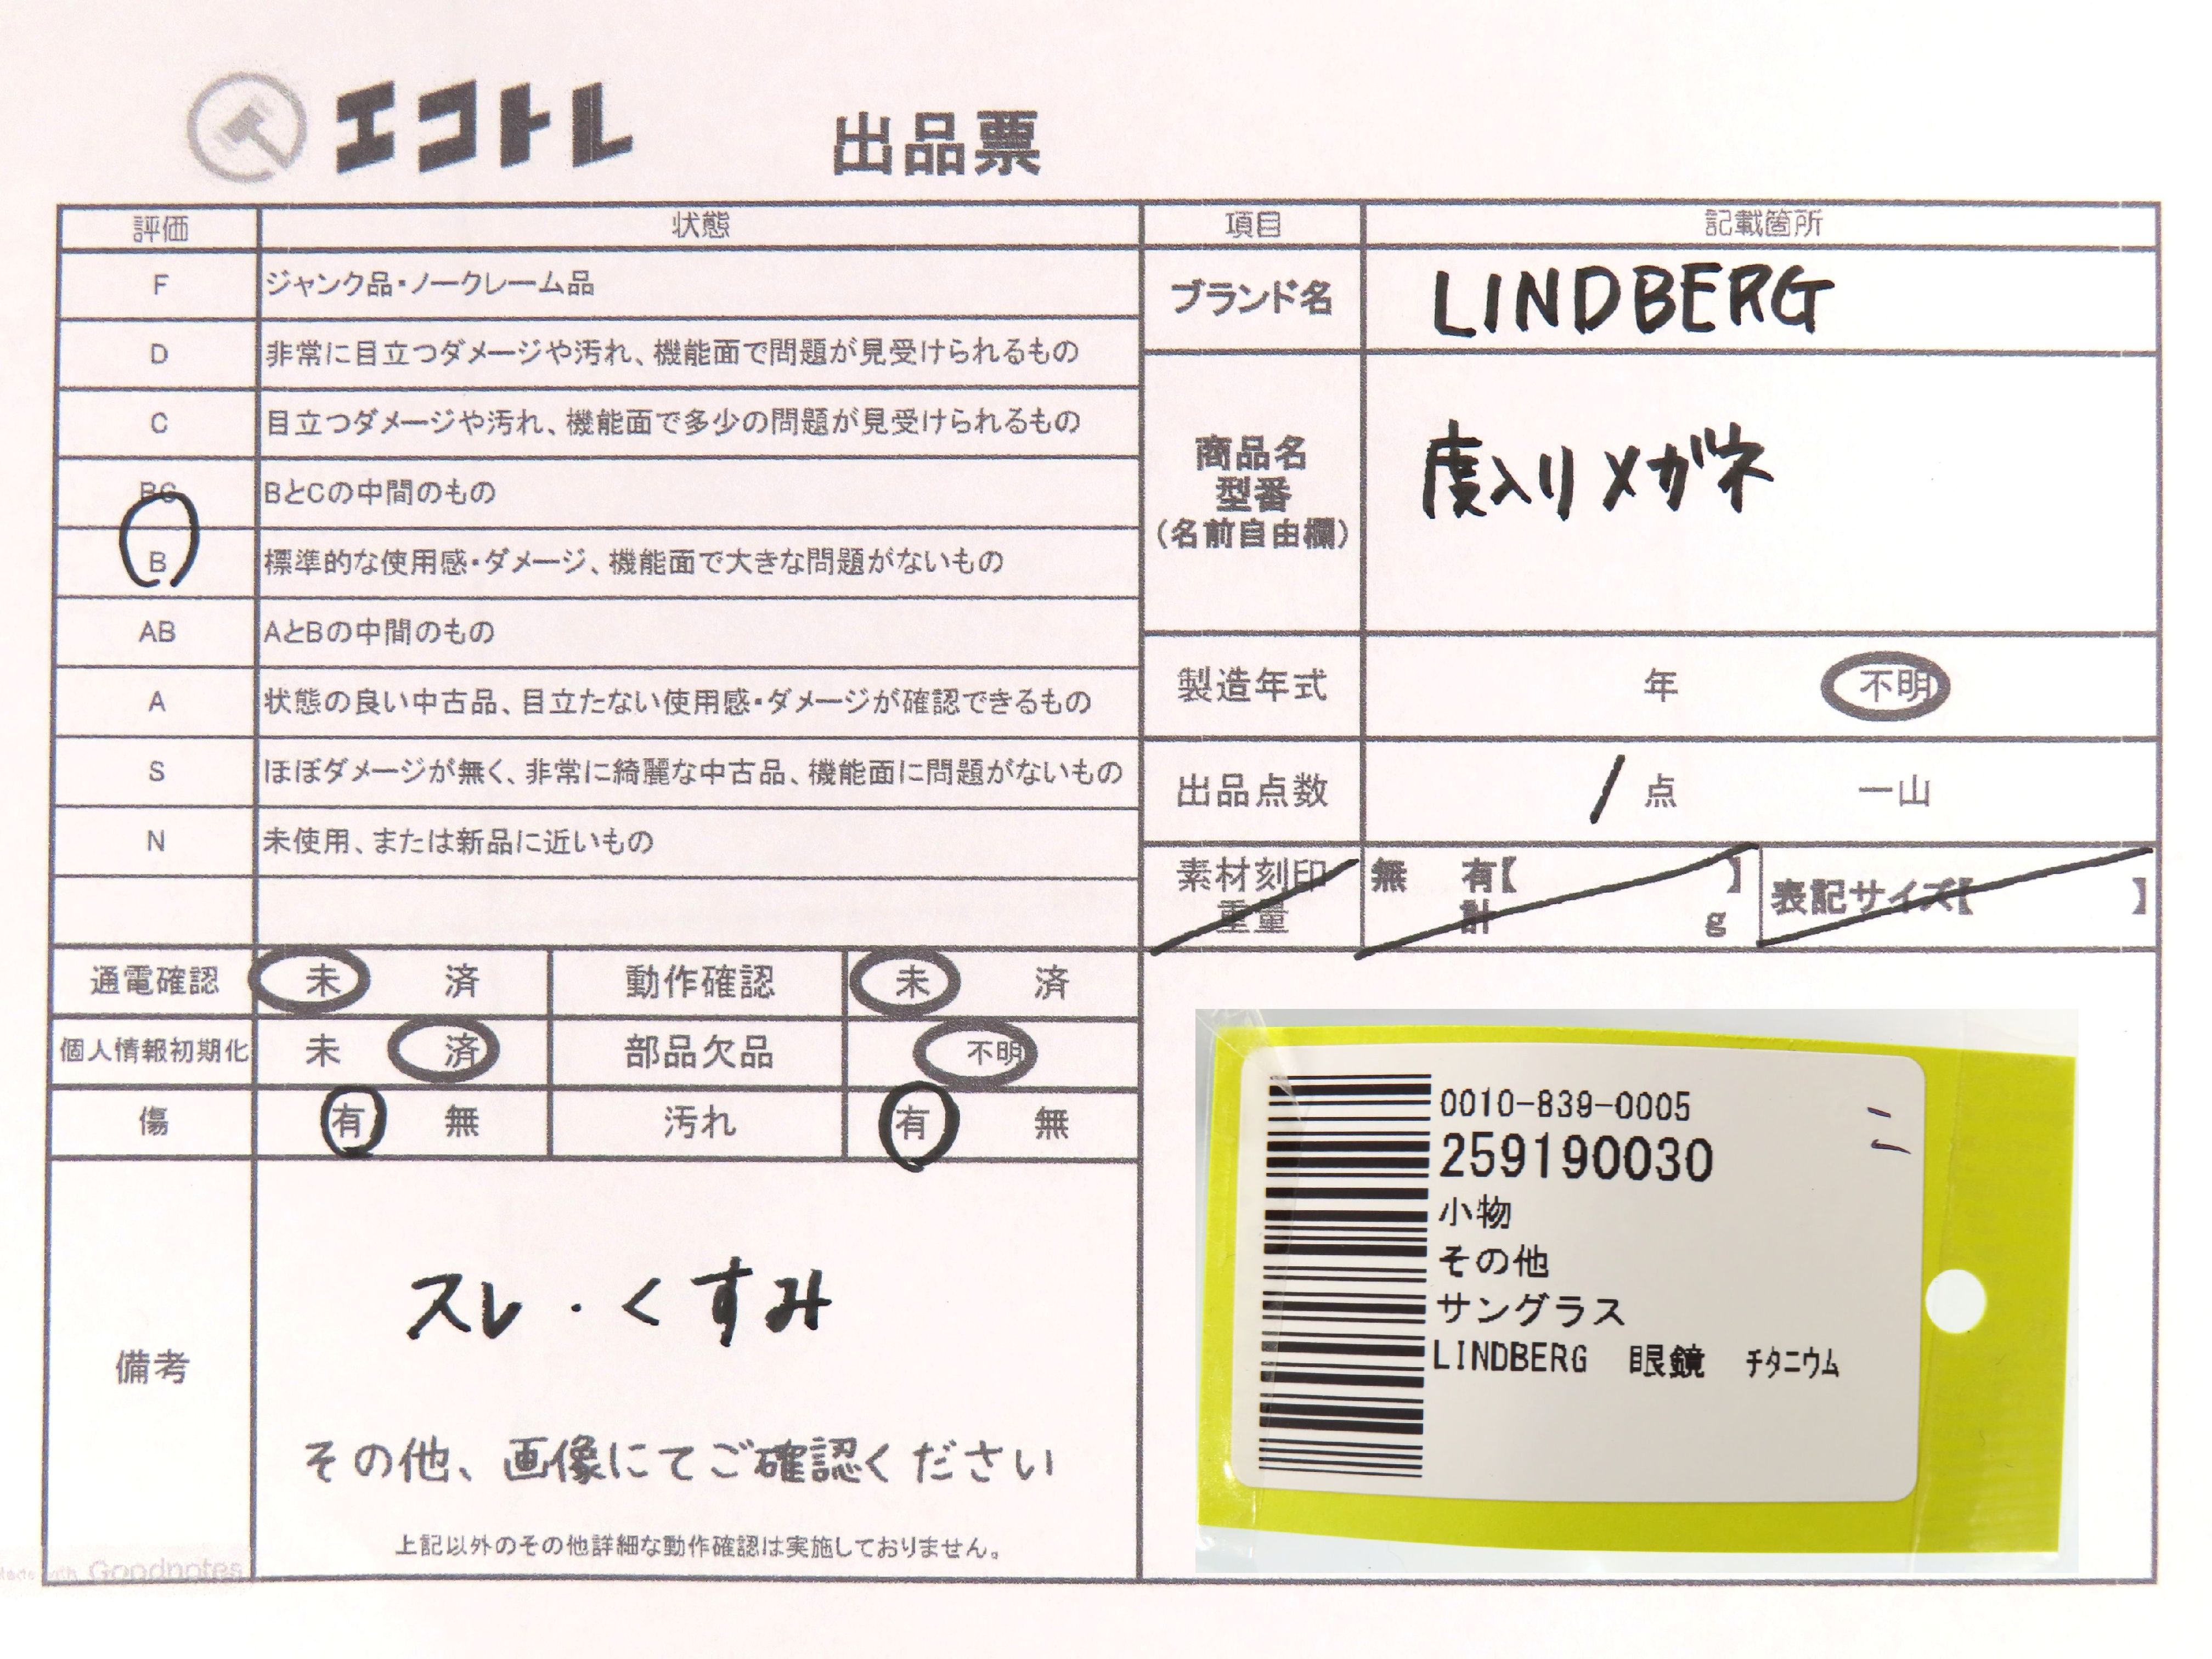 エコトレ 出品票
評価 状態
F ジャンク品・ノークレーム品
D 非常に目立つダメージや汚れ、機能面で問題が見受けられるもの
C 目立つダメージや汚れ、機能面で多少の問題が見受けられるもの
BC BとCの中間のもの
B 標準的な使用感・ダメージ、機能面で大きな問題がないもの
AB AとBの中間のもの
A 状態の良い中古品、目立たない使用感・ダメージが確認できるもの
S ほぼダメージが無く、非常に綺麗な中古品、機能面に問題がないもの
N 未使用、または新品に近いもの
通電確認 未 済 動作確認 未 済
個人情報初期化 未 済 部品欠品 不明
傷 有 無 汚れ 有 無
備考
スレ・くすみ
その他、画像にてご確認ください
上記以外のその他詳細な動作確認は実施しておりません。
Made with Goodnotes
項目 記載箇所
ブランド名 LINDBERG
商品名
型番
(名前自由欄)
度入りメガネ
製造年式 年 不明
出品点数 1 点 一山
素材刻印
重量
無 有【 】
計 g
表記サイズ【 】
0010-839-0005
259190030
小物
その他
サングラス
LINDBERG 眼鏡 チタニウム